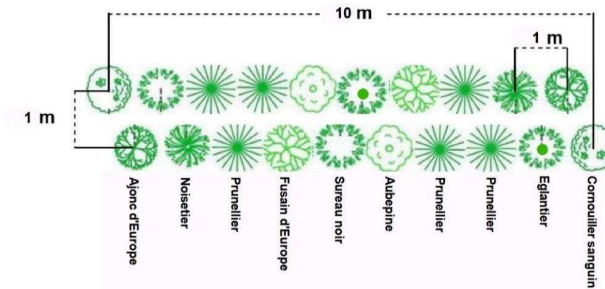 10 m
1 m
1 m
Ajonc d'Europe
Noisetier
Prunellier
Fusain d'Europe
Sureau noir
Aubepine
Prunellier
Prunellier
Eglantier
Cornouiller sanguin